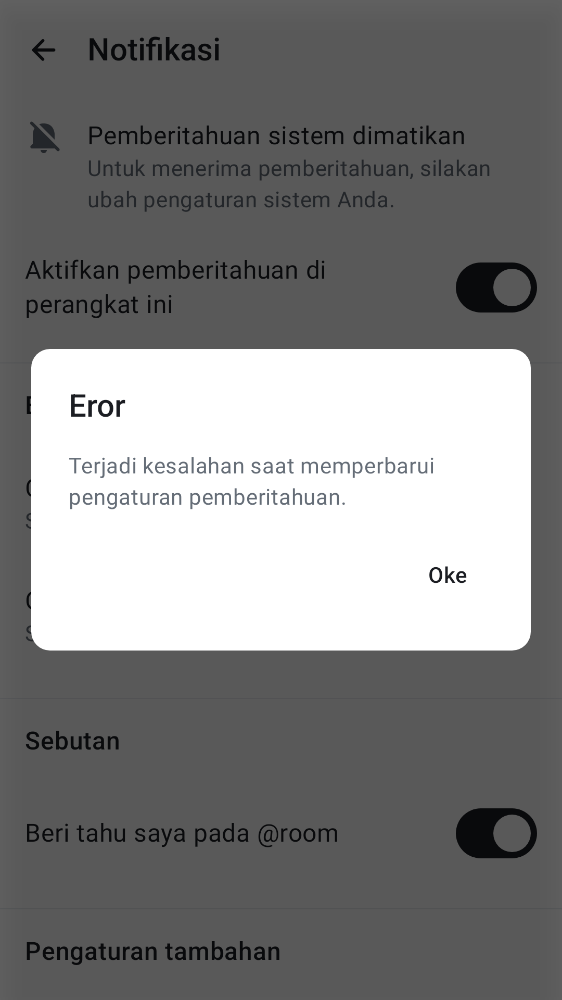 Notifikasi
Pemberitahuan sistem dimatikan
Untuk menerima pemberitahuan, silakan
ubah pengaturan sistem Anda.
Aktifkan pemberitahuan di
perangkat ini
Eror
Terjadi kesalahan saat memperbarui
pengaturan pemberitahuan.
Oke
Sebutan
Beri tahu saya pada @room
Pengaturan tambahan